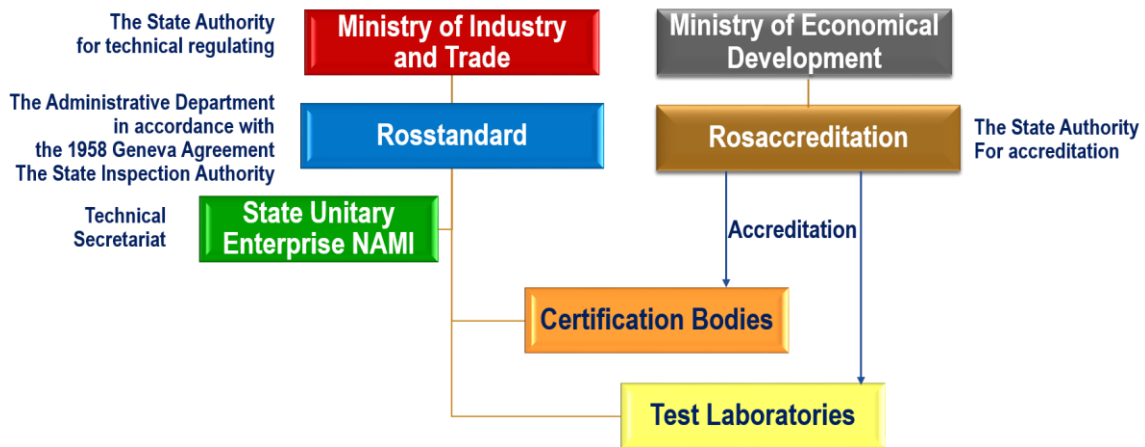 The State Authority
for technical regulating
Ministry of Industry
and Trade
Ministry of Economical
Development
The Administrative Department
in accordance with
the 1958 Geneva Agreement
The State Inspection Authority
Rosstandard
Rosaccreditation
The State Authority
For accreditation
Technical
Secretariat
State Unitary
Enterprise NAMI
Accreditation
Certification Bodies
Test Laboratories